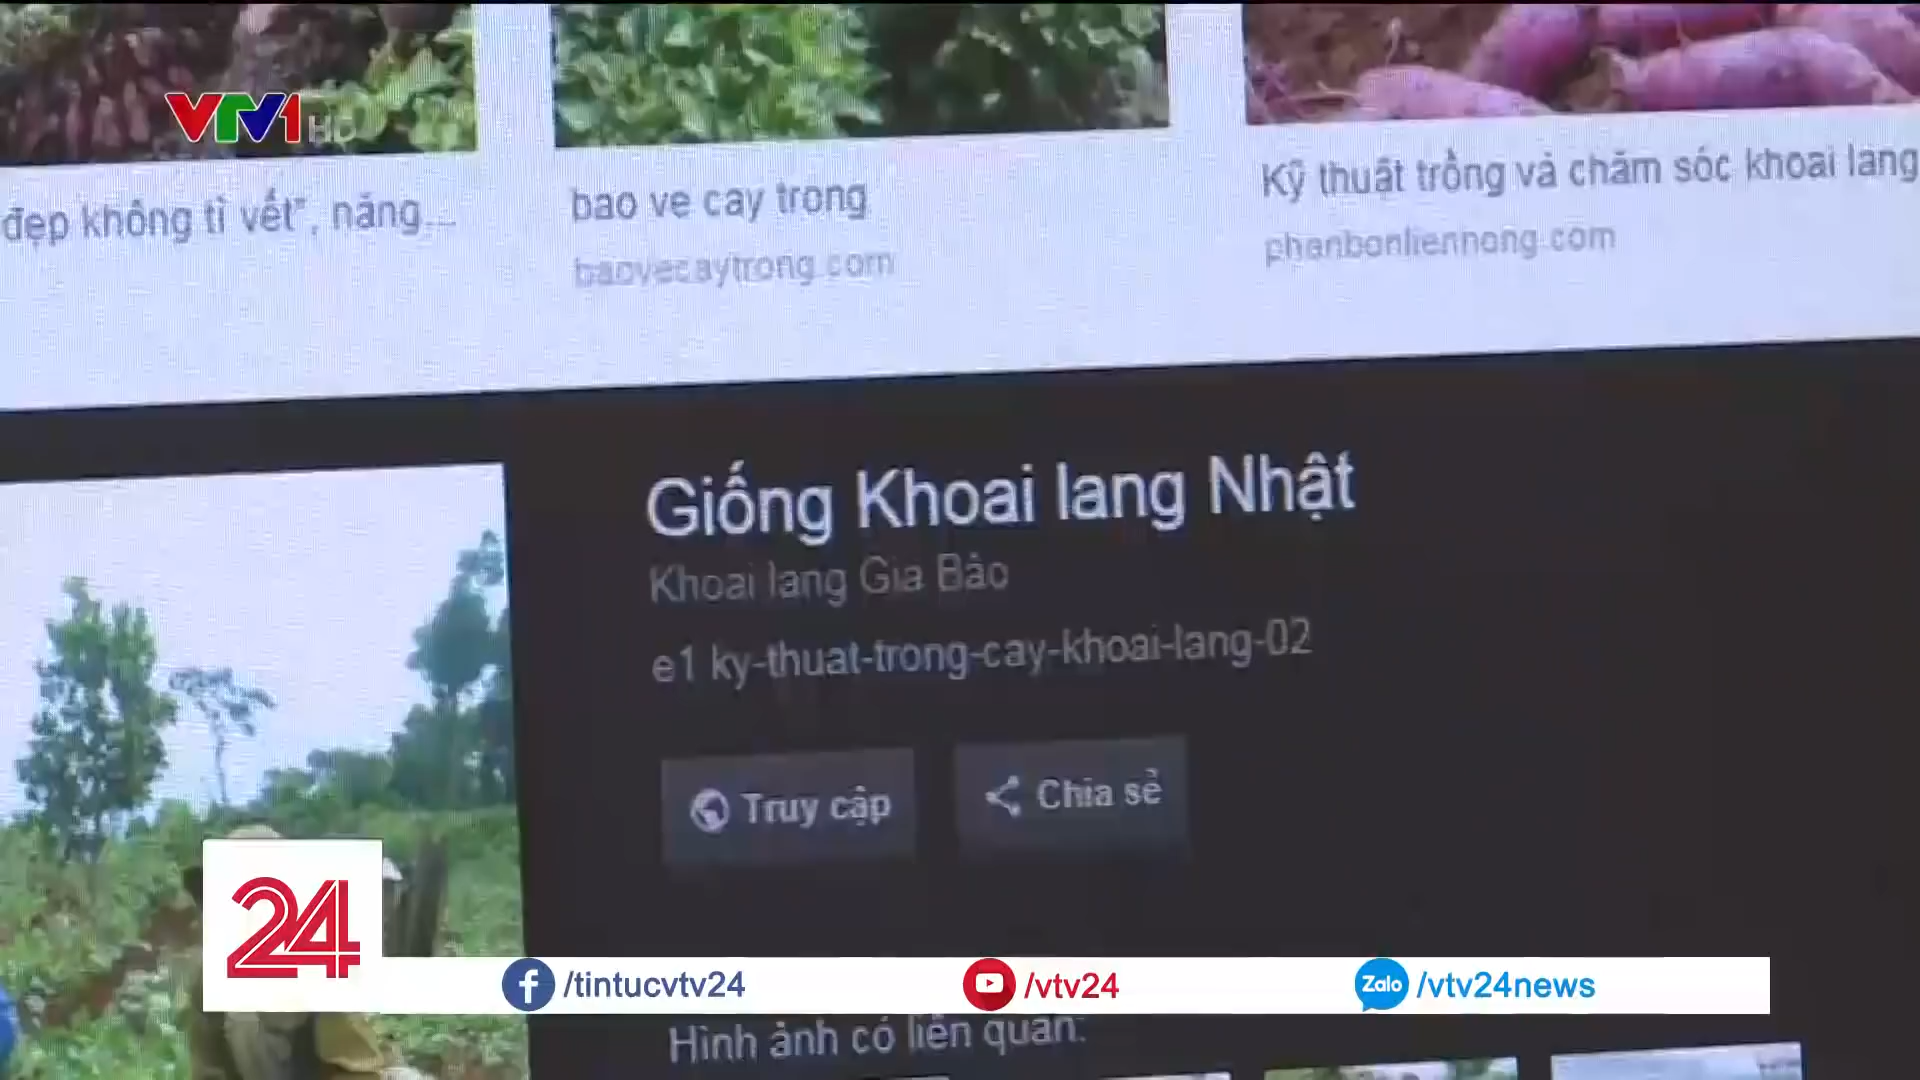 VTV1 HD
đẹp không tì vết", năng...
bao ve cay trong
baovecaytrong.com
Kỹ thuật trồng và chăm sóc khoai lang
phanbonliennong.com
Giống Khoai lang Nhật
Khoai lang Gia Bảo
e1 ky-thuat-trong-cay-khoai-lang-02
Truy cập
Chia sẻ
24
/tintucvtv24
/vtv24
Zalo /vtv24news
Hình ảnh có liên quan: